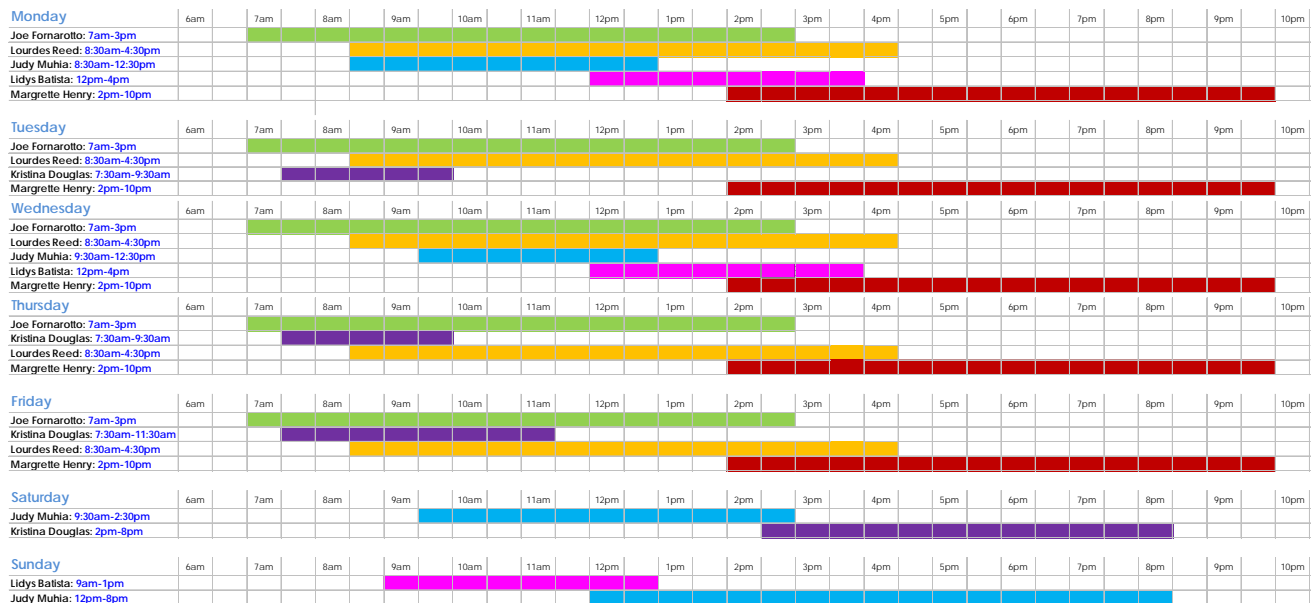 Monday 6am 7am 8am 9am 10am 11am 12pm 1pm 2pm 3pm 4pm 5pm 6pm 7pm 8pm 9pm 10pm
Joe Fornarotto: 7am-3pm
Lourdes Reed: 8:30am-4:30pm
Judy Muhia: 8:30am-12:30pm
Lidys Batista: 12pm-4pm
Margrette Henry: 2pm-10pm
Tuesday 6am 7am 8am 9am 10am 11am 12pm 1pm 2pm 3pm 4pm 5pm 6pm 7pm 8pm 9pm 10pm
Joe Fornarotto: 7am-3pm
Lourdes Reed: 8:30am-4:30pm
Kristina Douglas: 7:30am-9:30am
Margrette Henry: 2pm-10pm
Wednesday 6am 7am 8am 9am 10am 11am 12pm 1pm 2pm 3pm 4pm 5pm 6pm 7pm 8pm 9pm 10pm
Joe Fornarotto: 7am-3pm
Lourdes Reed: 8:30am-4:30pm
Judy Muhia: 9:30am-12:30pm
Lidys Batista: 12pm-4pm
Margrette Henry: 2pm-10pm
Thursday 6am 7am 8am 9am 10am 11am 12pm 1pm 2pm 3pm 4pm 5pm 6pm 7pm 8pm 9pm 10pm
Joe Fornarotto: 7am-3pm
Kristina Douglas: 7:30am-9:30am
Lourdes Reed: 8:30am-4:30pm
Margrette Henry: 2pm-10pm
Friday 6am 7am 8am 9am 10am 11am 12pm 1pm 2pm 3pm 4pm 5pm 6pm 7pm 8pm 9pm 10pm
Joe Fornarotto: 7am-3pm
Kristina Douglas: 7:30am-11:30am
Lourdes Reed: 8:30am-4:30pm
Margrette Henry: 2pm-10pm
Saturday 6am 7am 8am 9am 10am 11am 12pm 1pm 2pm 3pm 4pm 5pm 6pm 7pm 8pm 9pm 10pm
Judy Muhia: 9:30am-2:30pm
Kristina Douglas: 2pm-8pm
Sunday 6am 7am 8am 9am 10am 11am 12pm 1pm 2pm 3pm 4pm 5pm 6pm 7pm 8pm 9pm 10pm
Lidys Batista: 9am-1pm
Judy Muhia: 12pm-8pm